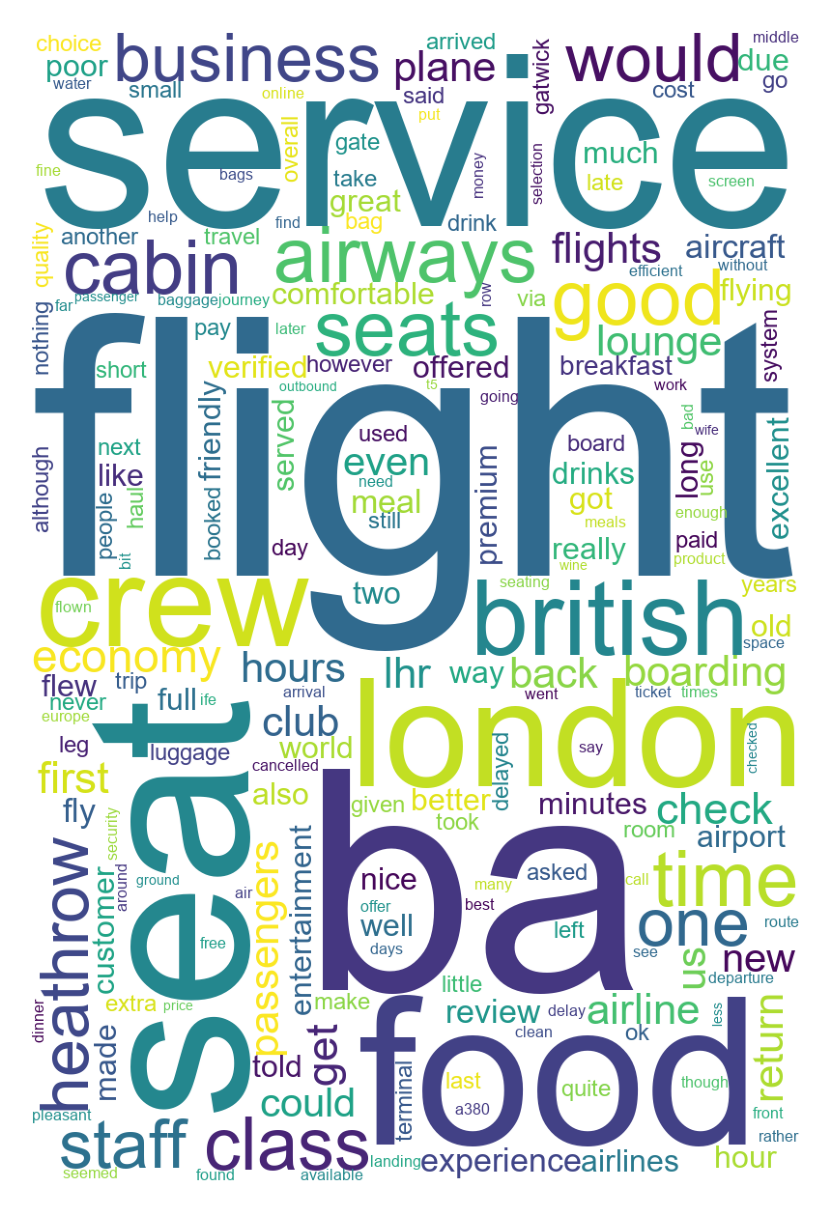 choice
business
arrived
would
middle
poor
plane
due
water
small
online
said
gatwick
cost
go
service
put
overall
gate
much
fine
bags
take
money
selection
late
screen
great
help
find
bag
drink
another
travel
quality
cabin
airways
flights
aircraft
efficient
without
far
passenger
baggage
journey
comfortable
row
via
good
flying
nothing
pay
later
seats
lounge
system
short
verified
however
offered
breakfast
outbound
t5
going
work
bad
wife
flight
used
board
next
like
friendly
served
even
need
meal
still
premium
drinks
got
meals
long
use
excellent
although
people
haul
booked
enough
bit
day
really
paid
product
wine
crew
flown
two
seating
british
years
old
space
economy
hours
lhr
way
back
boarding
flew
trip
full
ife
arrival
went
ticket
times
never
europe
club
london
leg
luggage
world
say
checked
cancelled
delayed
first
seat
fly
also
given
better
minutes
check
took
room
airport
security
around
ground
air
passengers
entertainment
ba
nice
asked
many
call
time
heathrow
customer
offer
best
free
well
left
one
route
days
see
us
new
departure
little
extra
price
make
review
delay
airline
less
dinner
clean
ok
return
made
told
get
food
last
quite
though
pleasant
could
terminal
a380
front
staff
class
rather
experience
airlines
hour
landing
seemed
found
available